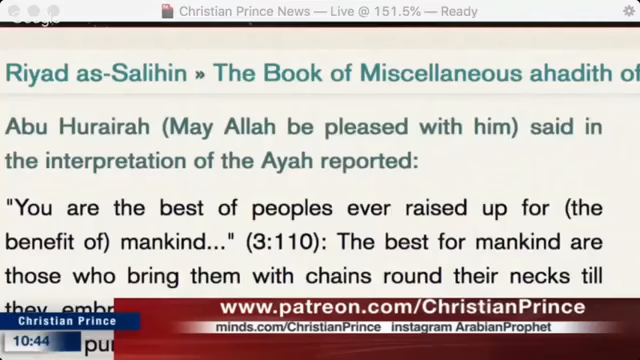 Christian Prince News — Live @ 151.5% — Ready
Google
Riyad as-Salihin » The Book of Miscellaneous ahadith of
Abu Hurairah (May Allah be pleased with him) said in
the interpretation of the Ayah reported:
"You are the best of peoples ever raised up for (the
benefit of) mankind..." (3:110): The best for mankind are
those who bring them with chains round their necks till
they
www.patreon.com/ChristianPrince
minds.com/ChristianPrince instagram ArabianProphet
Christian Prince
10:44